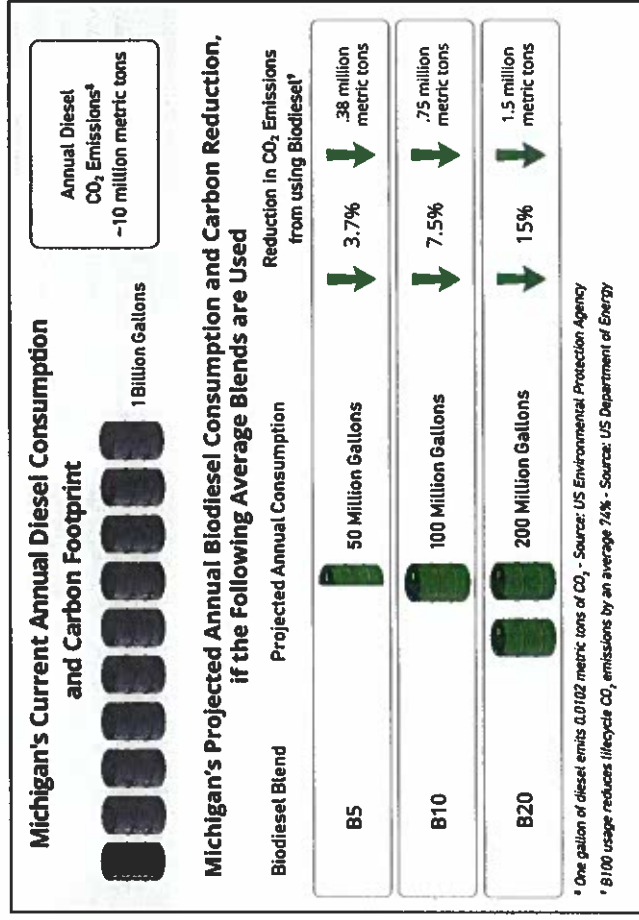 Michigan's Current Annual Diesel Consumption
and Carbon Footprint
1 Billion Gallons
Annual Diesel
CO₂ Emissions*
~10 million metric tons
Michigan's Projected Annual Biodiesel Consumption and Carbon Reduction,
if the Following Average Blends are Used
Biodiesel Blend
Projected Annual Consumption
Reduction in CO₂ Emissions
from using Biodiesel†
B5
50 Million Gallons
3.7%
.38 million
metric tons
B10
100 Million Gallons
7.5%
.75 million
metric tons
B20
200 Million Gallons
15%
1.5 million
metric tons
* One gallon of diesel emits 0.0102 metric tons of CO₂ - Source: US Environmental Protection Agency
† B100 usage reduces lifecycle CO₂ emissions by an average 74% - Source: US Department of Energy